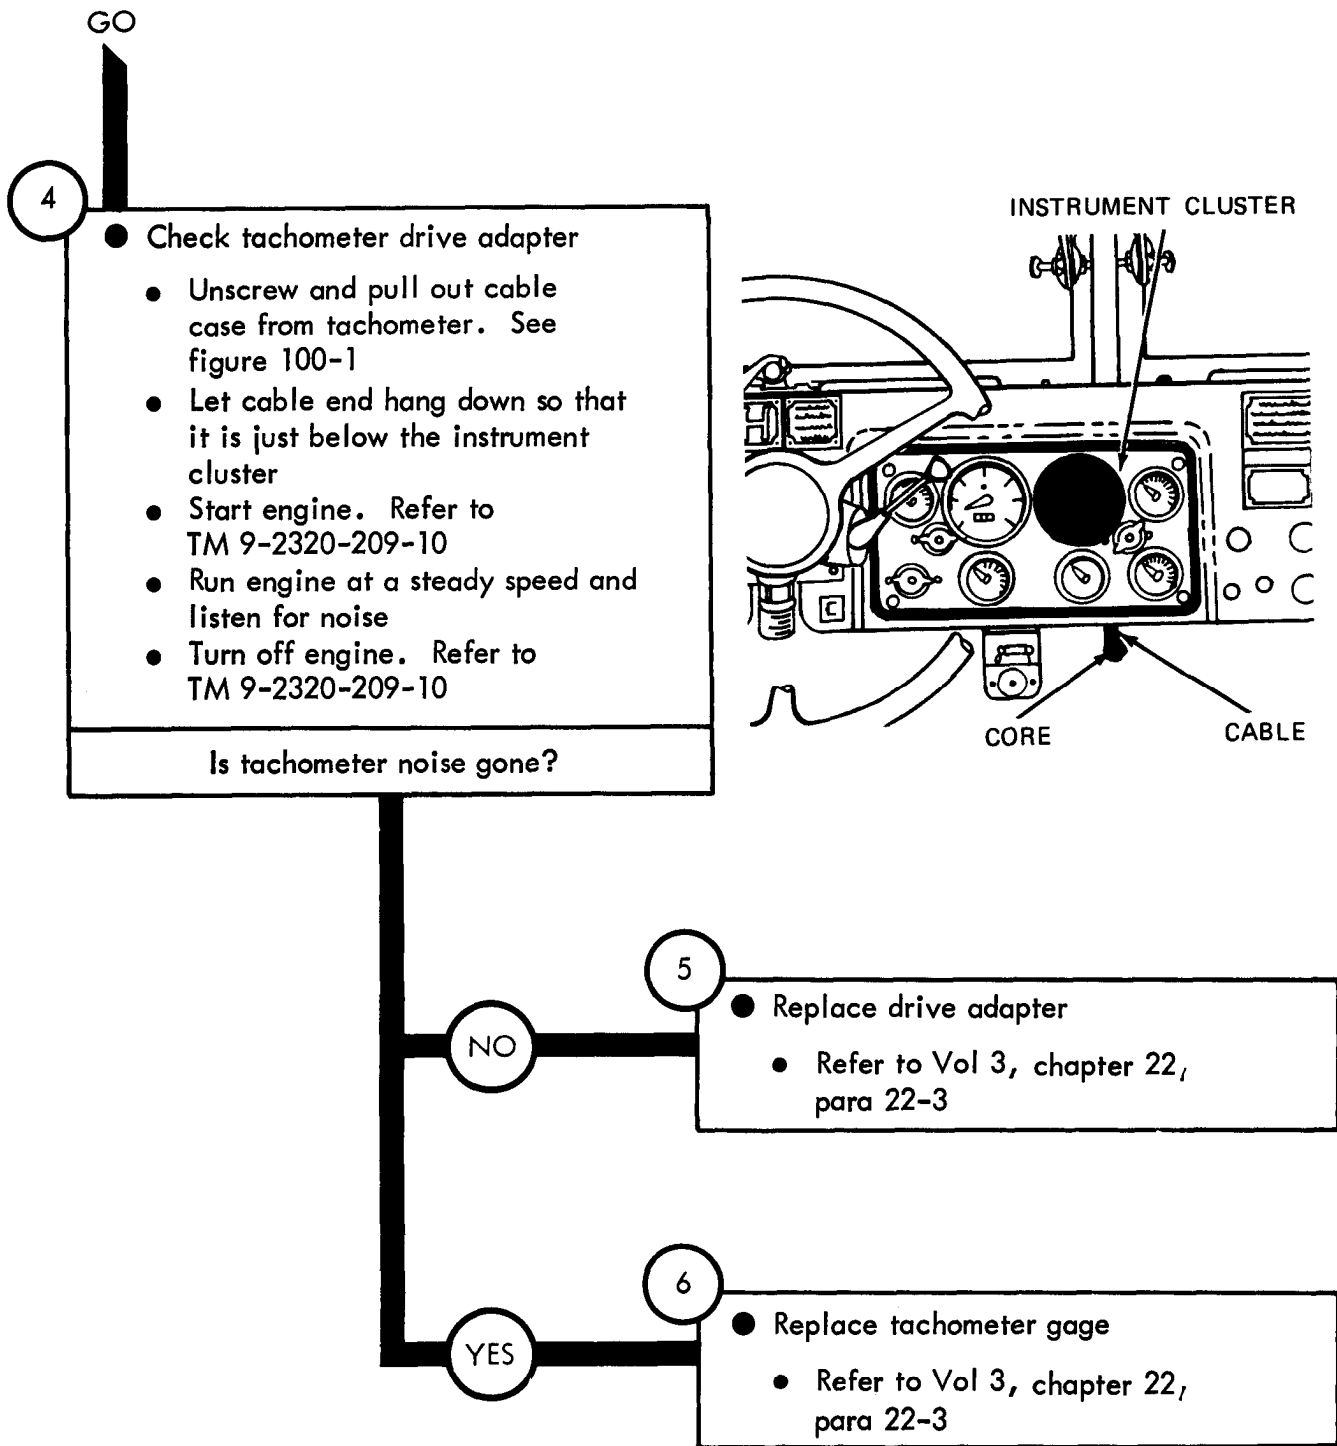 GO
4
● Check tachometer drive adapter
● Unscrew and pull out cable
case from tachometer. See
figure 100-1
● Let cable end hang down so that
it is just below the instrument
cluster
● Start engine. Refer to
TM 9-2320-209-10
● Run engine at a steady speed and
listen for noise
● Turn off engine. Refer to
TM 9-2320-209-10
Is tachometer noise gone?
INSTRUMENT CLUSTER
C
CORE
CABLE
NO
5
● Replace drive adapter
● Refer to Vol 3, chapter 22,
para 22-3
YES
6
● Replace tachometer gage
● Refer to Vol 3, chapter 22,
para 22-3